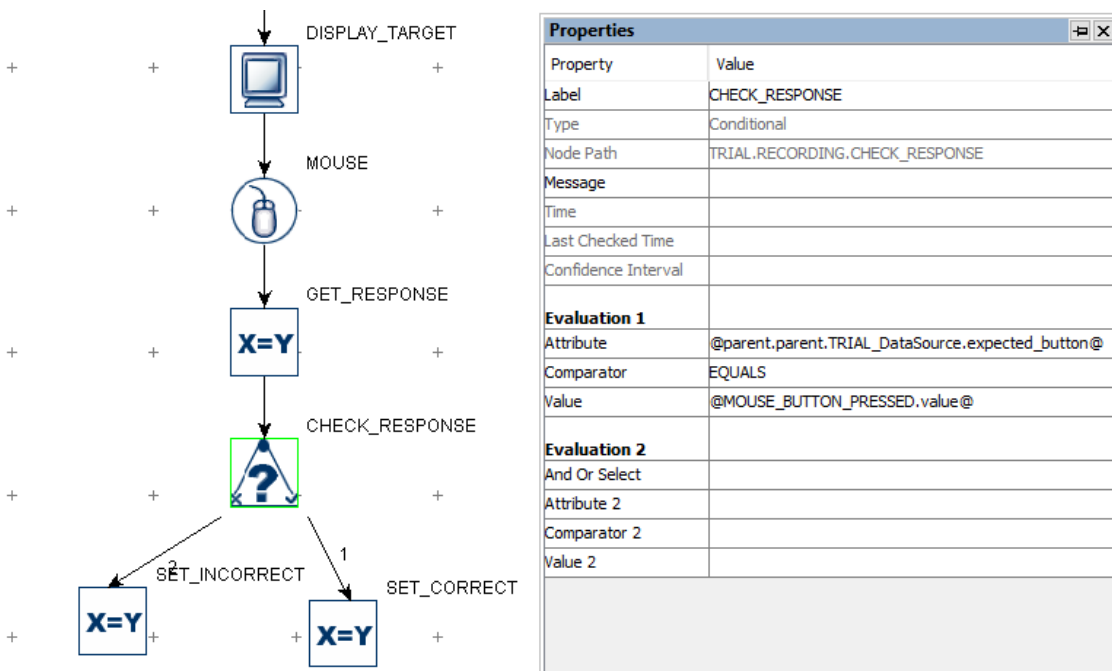 DISPLAY_TARGET
MOUSE
GET_RESPONSE
X=Y
CHECK_RESPONSE
?
2
1
SET_INCORRECT
X=Y
SET_CORRECT
X=Y
Properties
Property Value
Label CHECK_RESPONSE
Type Conditional
Node Path TRIAL.RECORDING.CHECK_RESPONSE
Message
Time
Last Checked Time
Confidence Interval
Evaluation 1
Attribute @parent.parent.TRIAL_DataSource.expected_button@
Comparator EQUALS
Value @MOUSE_BUTTON_PRESSED.value@
Evaluation 2
And Or Select
Attribute 2
Comparator 2
Value 2